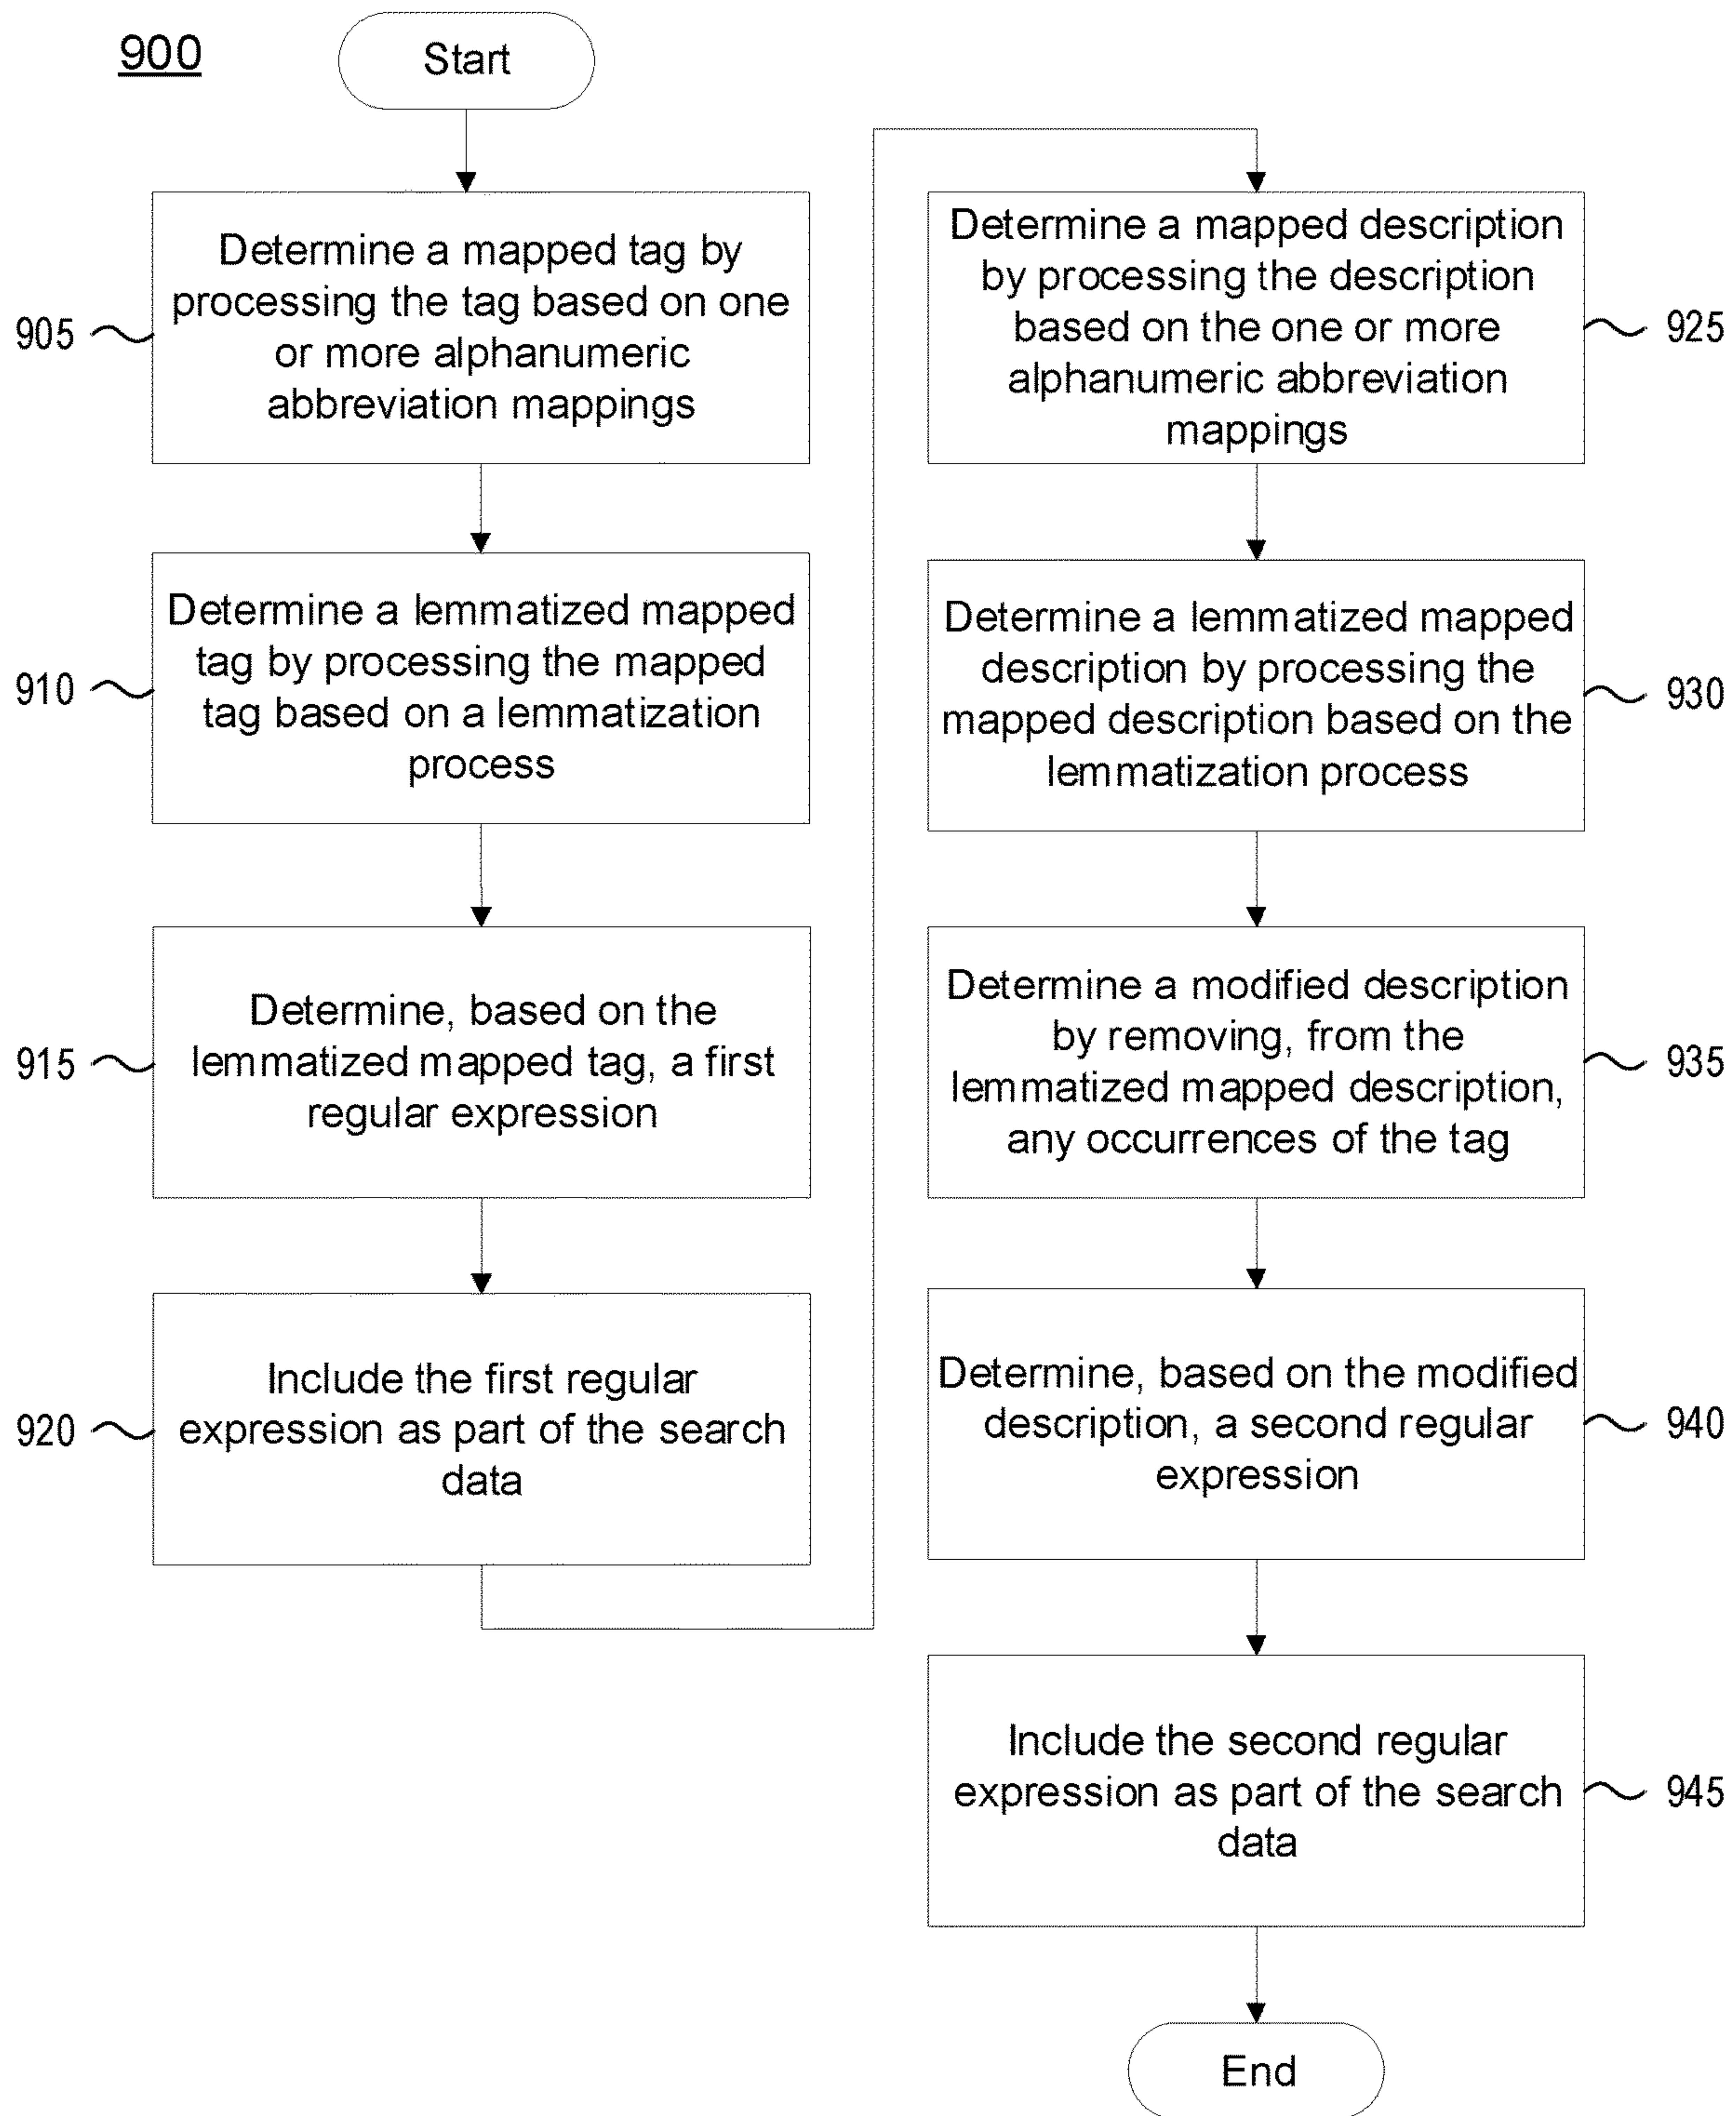 900
Start
Determine a mapped tag by
processing the tag based on one
or more alphanumeric
abbreviation mappings
905
Determine a lemmatized mapped
tag by processing the mapped
tag based on a lemmatization
process
910
Determine, based on the
lemmatized mapped tag, a first
regular expression
915
Include the first regular
expression as part of the search
data
920
Determine a mapped description
by processing the description
based on the one or more
alphanumeric abbreviation
mappings
925
Determine a lemmatized mapped
description by processing the
mapped description based on the
lemmatization process
930
Determine a modified description
by removing, from the
lemmatized mapped description,
any occurrences of the tag
935
Determine, based on the modified
description, a second regular
expression
940
Include the second regular
expression as part of the search
data
945
End